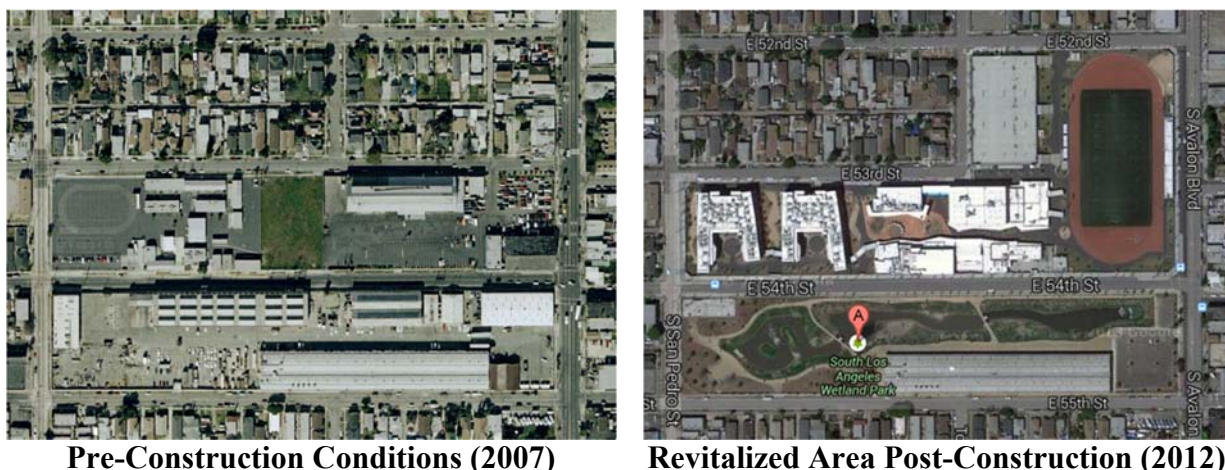 E 52nd St
E 52nd St
E 53rd St
S Avalon Blvd
E 54th St
E 54th St
A
S San Pedro St
South Los
Angeles
Wetland Park
S Avalon
St
E 55th St
To
Pre-Construction Conditions (2007)
Revitalized Area Post-Construction (2012)